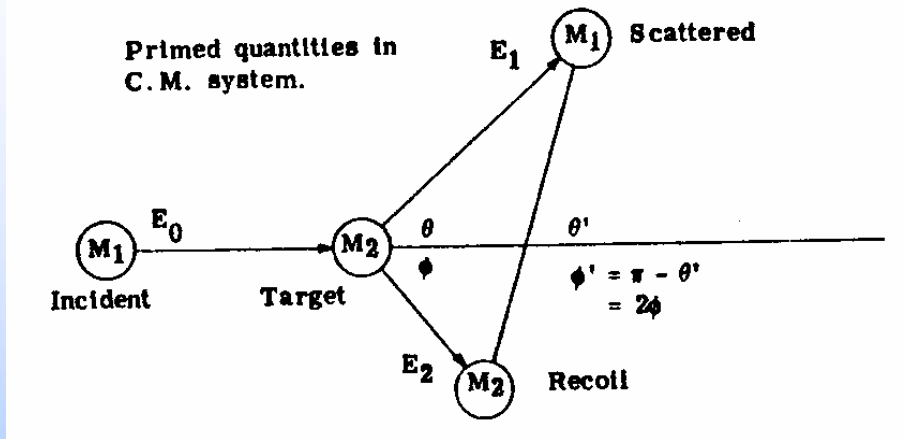 Primed quantities in
C.M. system.
E₁
M₁ Scattered
E₀
M₁
Incident
M₂
Target
θ
ϕ
θ'
ϕ' = π - θ'
= 2ϕ
E₂
M₂ Recoil